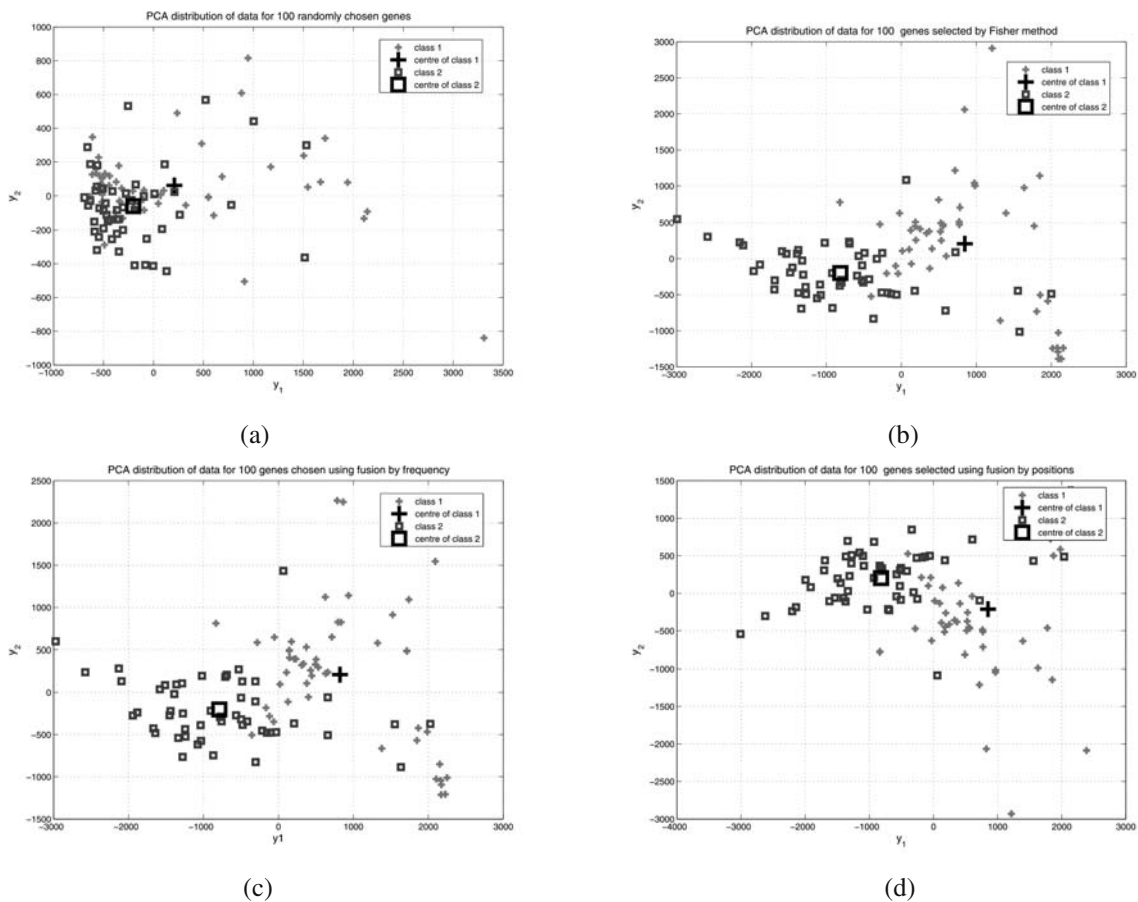 PCA distribution of data for 100 randomly chosen genes
1000
800
600
400
200
0
−200
−400
−600
−800
−1000
y2
−1000 −500 0 500 1000 1500 2000 2500 3000 3500
y1
class 1
centre of class 1
class 2
centre of class 2
(a)
PCA distribution of data for 100 genes selected by Fisher method
3000
2500
2000
1500
1000
500
0
−500
−1000
−1500
−2000
y2
−3000 −2000 −1000 0 1000 2000 3000
y1
class 1
centre of class 1
class 2
centre of class 2
(b)
PCA distribution of data for 100 genes chosen using fusion by frequency
2500
2000
1500
1000
500
0
−500
−1000
−1500
y2
−3000 −2000 −1000 0 1000 2000 3000
y1
class 1
centre of class 1
class 2
centre of class 2
(c)
PCA distribution of data for 100 genes selected using fusion by positions
1500
1000
500
0
−500
−1000
−1500
−2000
−2500
−3000
y2
−4000 −3000 −2000 −1000 0 1000 2000 3000
y1
class 1
centre of class 1
class 2
centre of class 2
(d)